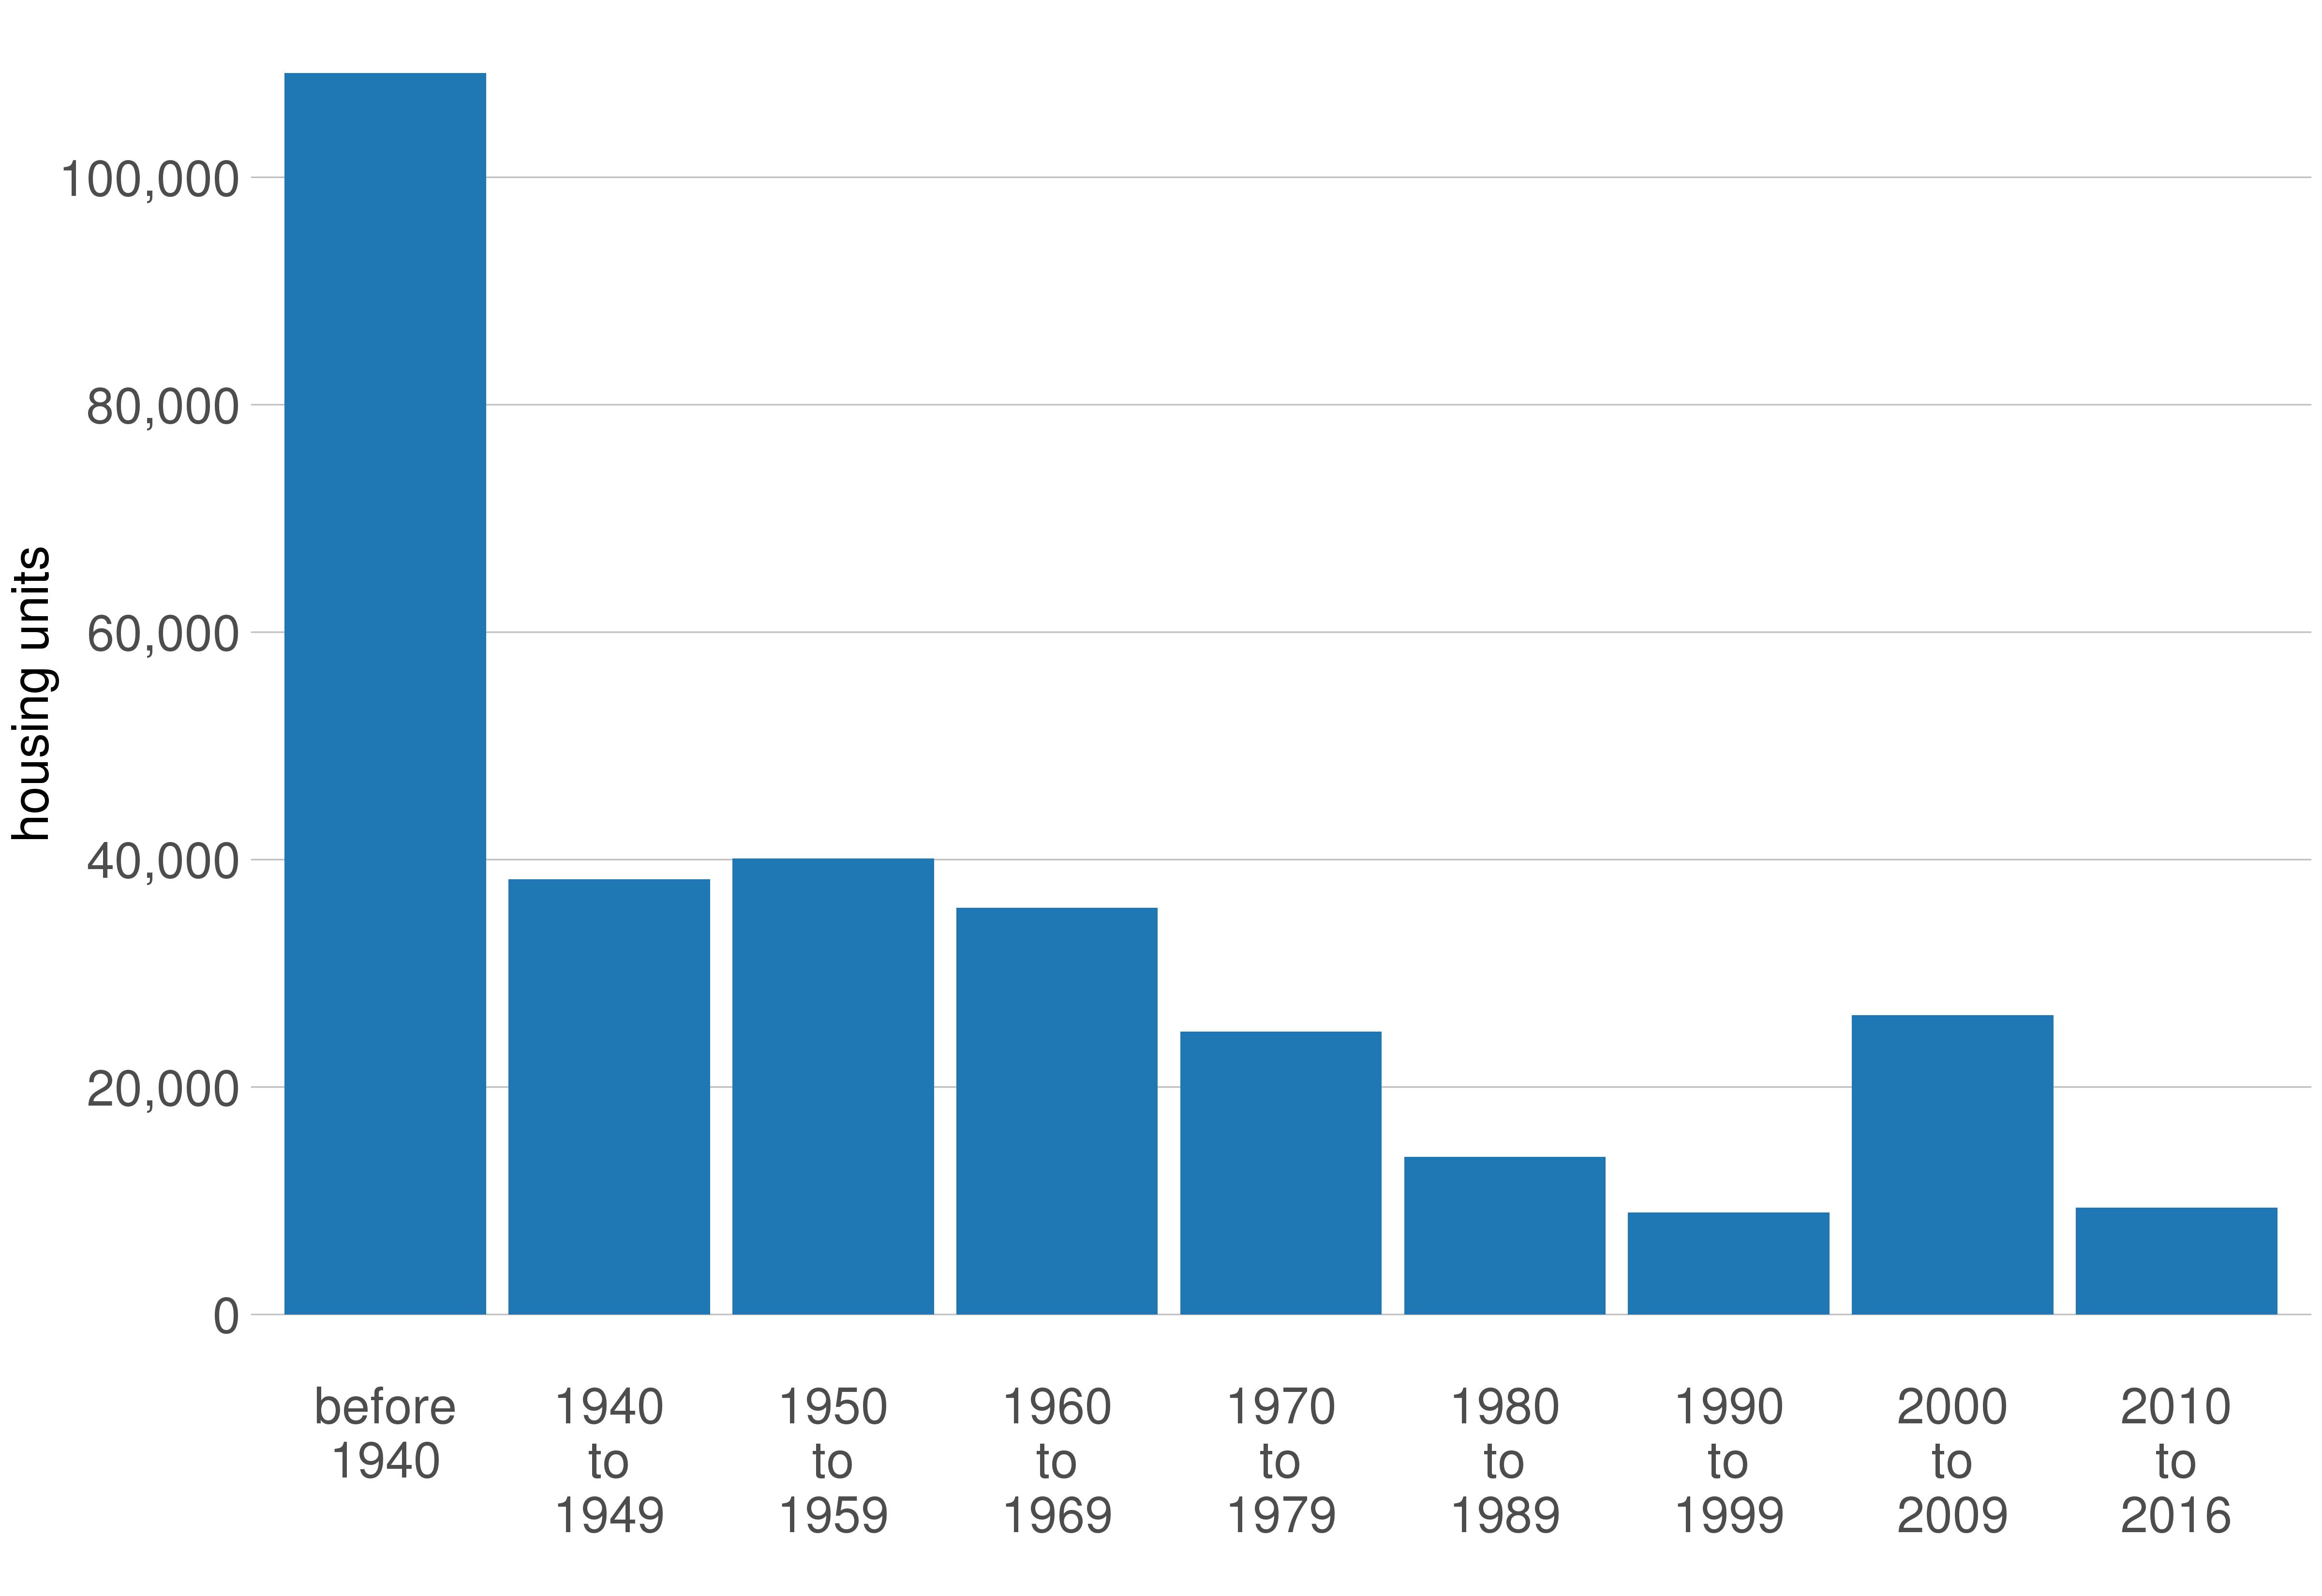 housing units
100,000
80,000
60,000
40,000
20,000
0
before
1940
1940
to
1949
1950
to
1959
1960
to
1969
1970
to
1979
1980
to
1989
1990
to
1999
2000
to
2009
2010
to
2016